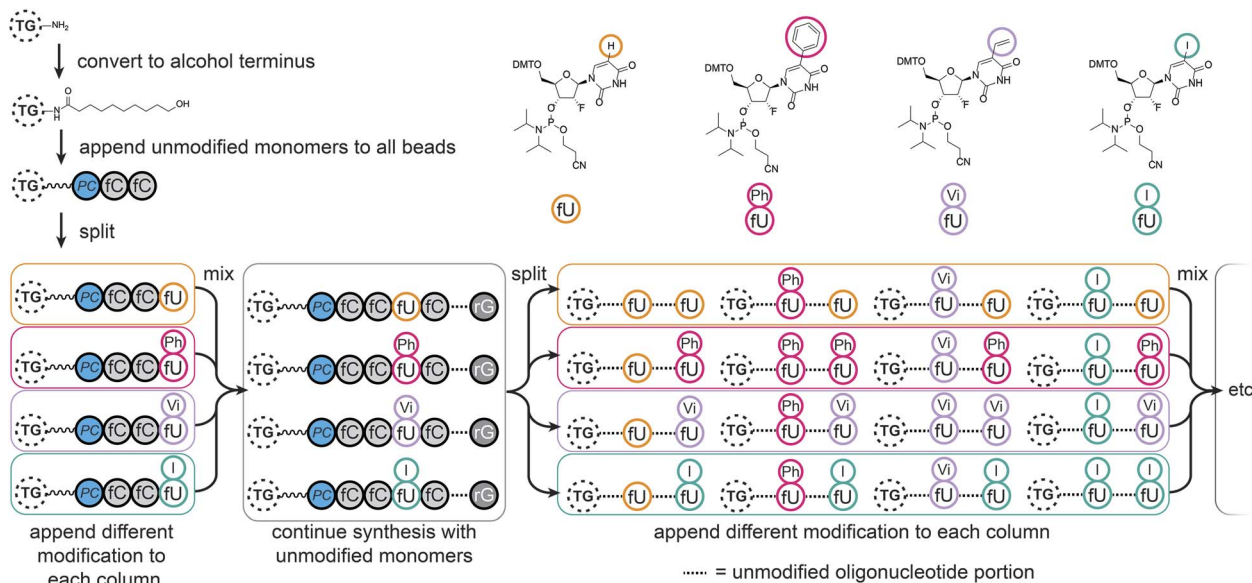 TG NH2
convert to alcohol terminus
TG N H O OH
append unmodified monomers to all beads
TG PC fC fC
split
H
DMTO O N O NH O F
O P N O CN
fU
DMTO O N O NH O F
O P N O CN
Ph
fU
DMTO O N O NH O F
O P N O CN
Vi
fU
I
DMTO O N O NH O F
O P N O CN
I
fU
TG PC fC fC fU
Ph
TG PC fC fC fU
Vi
TG PC fC fC fU
I
TG PC fC fC fU
append different
modification to
each column
mix
TG PC fC fC fU fC rG
Ph
TG PC fC fC fU fC rG
Vi
TG PC fC fC fU fC rG
I
TG PC fC fC fU fC rG
continue synthesis with
unmodified monomers
split
Ph Vi I
TG fU fU TG fU fU TG fU fU TG fU fU
Ph Ph Ph Vi Ph I Ph
TG fU fU TG fU fU TG fU fU TG fU fU
Vi Ph Vi Vi Vi I Vi
TG fU fU TG fU fU TG fU fU TG fU fU
I Ph I Vi I I I
TG fU fU TG fU fU TG fU fU TG fU fU
append different modification to each column
mix
etc
= unmodified oligonucleotide portion